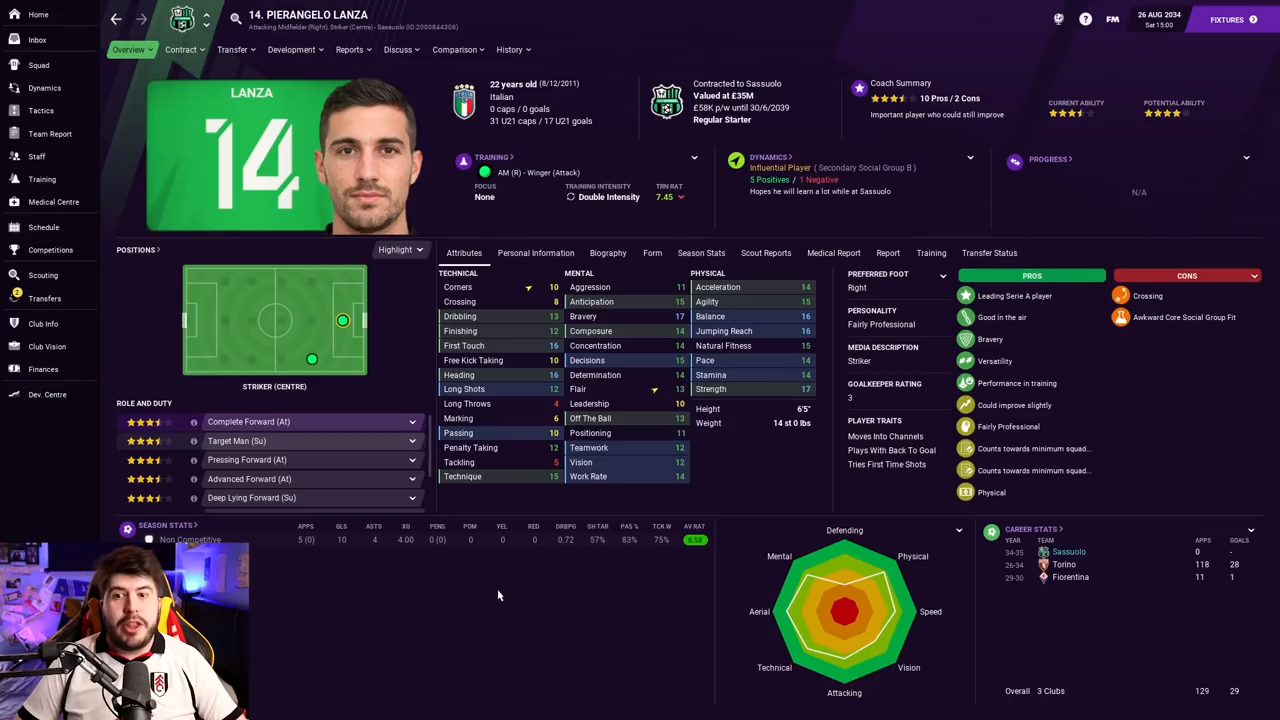 Home
Inbox
Squad
Dynamics
Tactics
Team Report
Staff
Training
Medical Centre
Schedule
Competitions
Scouting
2
Transfers
Club Info
Club Vision
Finances
Dev. Centre
14. PIERANGELO LANZA
Attacking Midfielder (Right), Striker (Centre) - Sassuolo (ID:2000844308)
FM
26 AUG 2034
Sat 15:00
FIXTURES
Overview
Contract
Transfer
Development
Reports
Discuss
Comparison
History
LANZA
14
22 years old (8/12/2011)
Italian
0 caps / 0 goals
31 U21 caps / 17 U21 goals
Contracted to Sassuolo
Valued at £35M
£58K p/w until 30/6/2039
Regular Starter
Coach Summary
10 Pros / 2 Cons
Important player who could still improve
CURRENT ABILITY
POTENTIAL ABILITY
TRAINING
AM (R) - Winger (Attack)
FOCUS
None
TRAINING INTENSITY
Double Intensity
TRN RAT
7.45
DYNAMICS
Influential Player ( Secondary Social Group B )
5 Positives / 1 Negative
Hopes he will learn a lot while at Sassuolo
PROGRESS
N/A
POSITIONS
Highlight
STRIKER (CENTRE)
ROLE AND DUTY
Complete Forward (At)
Target Man (Su)
Pressing Forward (At)
Advanced Forward (At)
Deep Lying Forward (Su)
Attributes
Personal Information
Biography
Form
Season Stats
Scout Reports
Medical Report
Report
Training
Transfer Status
TECHNICAL
Corners 10
Crossing 8
Dribbling 13
Finishing 12
First Touch 16
Free Kick Taking 10
Heading 16
Long Shots 12
Long Throws 4
Marking 6
Passing 10
Penalty Taking 12
Tackling 5
Technique 15
MENTAL
Aggression 11
Anticipation 15
Bravery 17
Composure 14
Concentration 14
Decisions 15
Determination 14
Flair 13
Leadership 10
Off The Ball 13
Positioning 11
Teamwork 12
Vision 12
Work Rate 14
PHYSICAL
Acceleration 14
Agility 15
Balance 16
Jumping Reach 16
Natural Fitness 15
Pace 14
Stamina 14
Strength 17
Height 6'5"
Weight 14 st 0 lbs
PREFERRED FOOT
Right
PERSONALITY
Fairly Professional
MEDIA DESCRIPTION
Striker
GOALKEEPER RATING
3
PLAYER TRAITS
Moves Into Channels
Plays With Back To Goal
Tries First Time Shots
PROS
Leading Serie A player
Good in the air
Bravery
Versatility
Performance in training
Could improve slightly
Fairly Professional
Counts towards minimum squad...
Counts towards minimum squad...
Physical
CONS
Crossing
Awkward Core Social Group Fit
SEASON STATS
APPS GLS ASTS XG PENS POM YEL RED DRBPG SH TAR PAS % TCK W AV RAT
Non Competitive 5 (0) 10 4 4.00 0 (0) 0 0 0 0.72 57% 83% 75% 8.58
Defending
Physical
Speed
Vision
Attacking
Technical
Aerial
Mental
CAREER STATS
YEAR TEAM APPS GOALS
34-35 Sassuolo 0 -
26-34 Torino 118 28
29-30 Fiorentina 11 1
Overall 3 Clubs 129 29